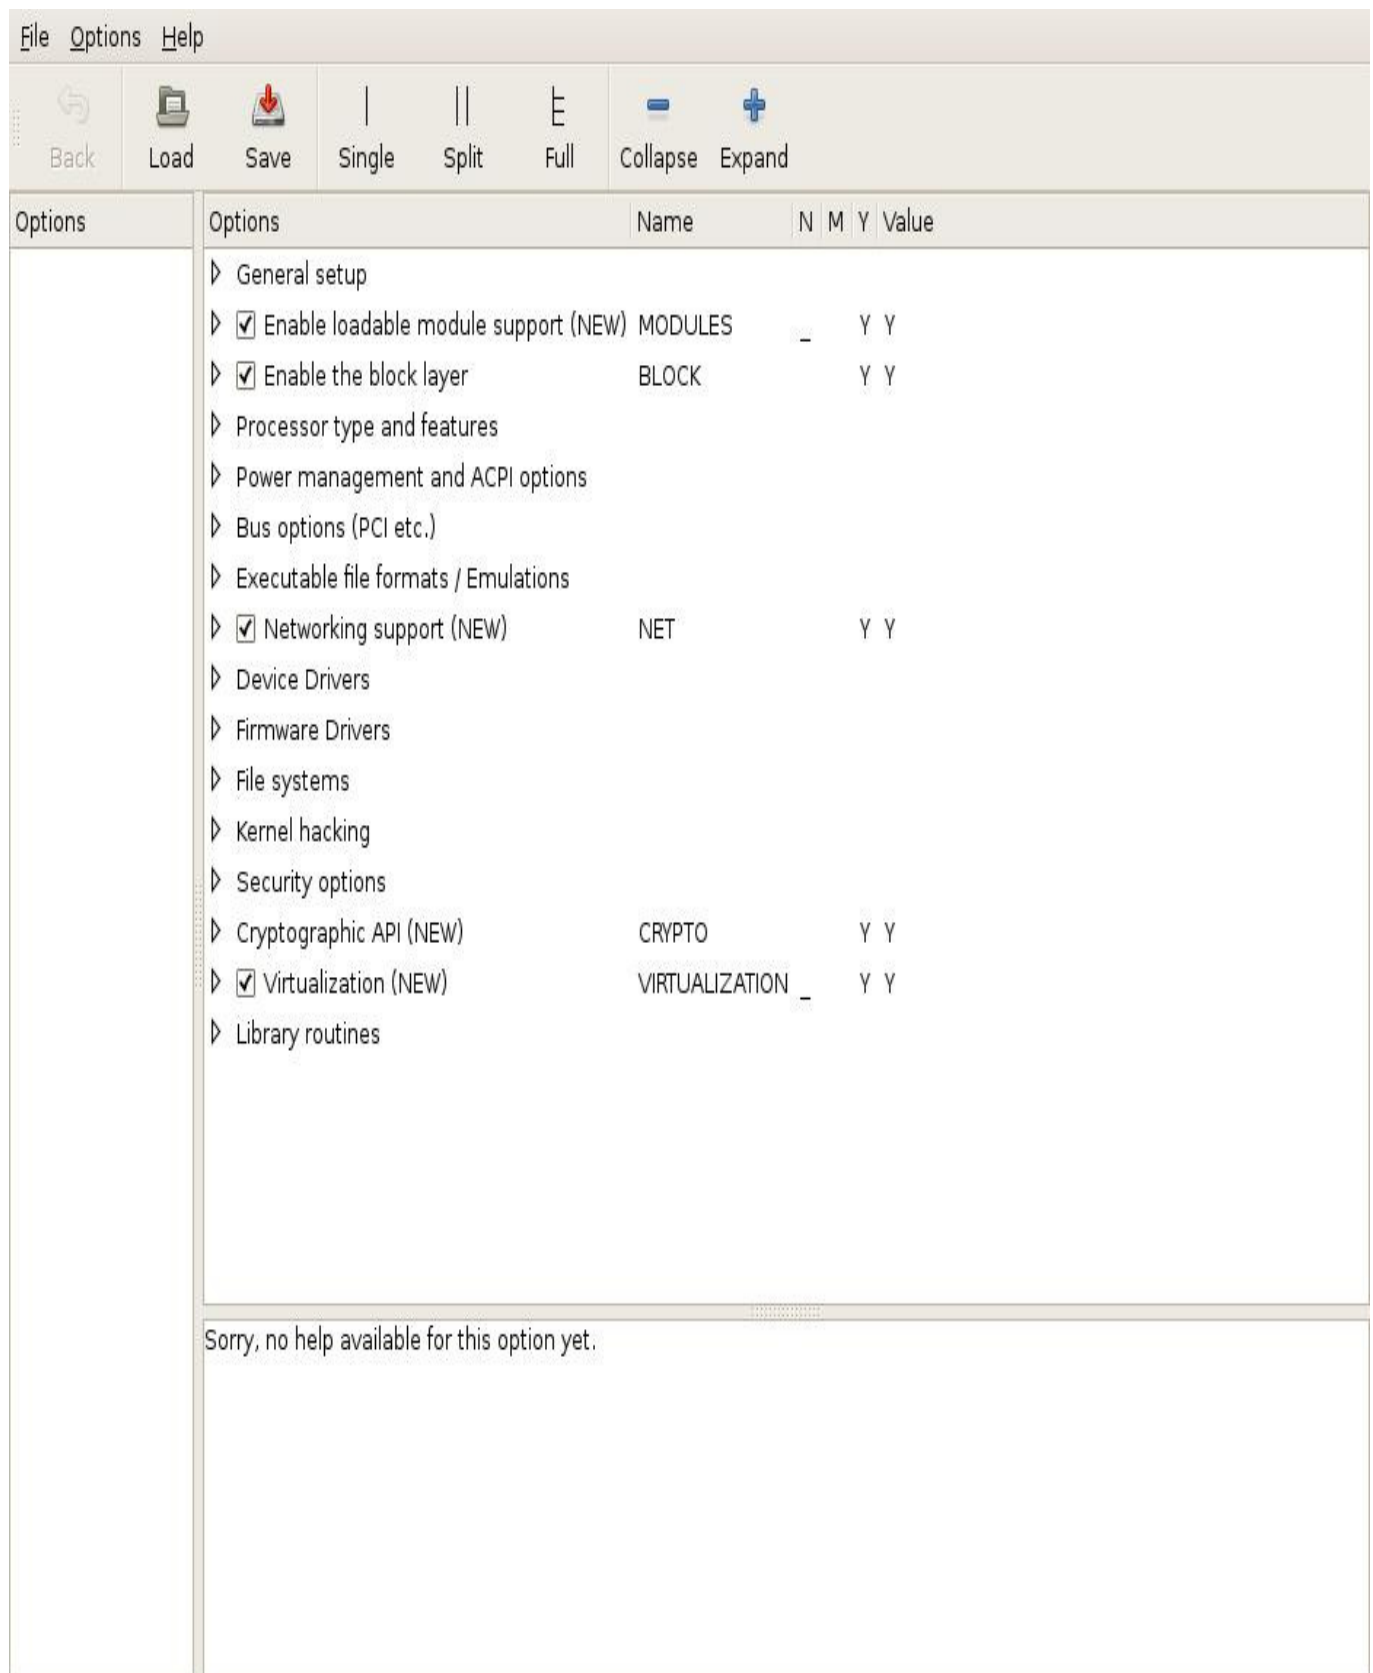 File Options Help
Back Load Save Single Split Full Collapse Expand
Options Options Name N M Y Value
General setup
Enable loadable module support (NEW) MODULES _ Y Y
Enable the block layer BLOCK Y Y
Processor type and features
Power management and ACPI options
Bus options (PCI etc.)
Executable file formats / Emulations
Networking support (NEW) NET Y Y
Device Drivers
Firmware Drivers
File systems
Kernel hacking
Security options
Cryptographic API (NEW) CRYPTO Y Y
Virtualization (NEW) VIRTUALIZATION _ Y Y
Library routines
Sorry, no help available for this option yet.